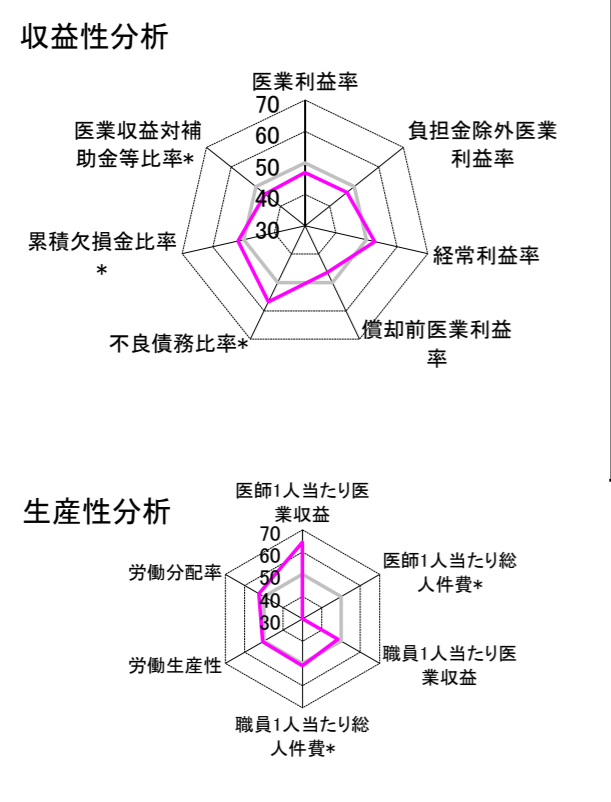 収益性分析
医業利益率
70
60
50
40
30
負担金除外医業
利益率
経常利益率
償却前医業利益
率
不良債務比率*
累積欠損金比率
*
医業収益対補
助金等比率*
生産性分析
医師1人当たり医
業収益
70
60
50
40
30
医師1人当たり総
人件費*
職員1人当たり医
業収益
職員1人当たり総
人件費*
労働生産性
労働分配率